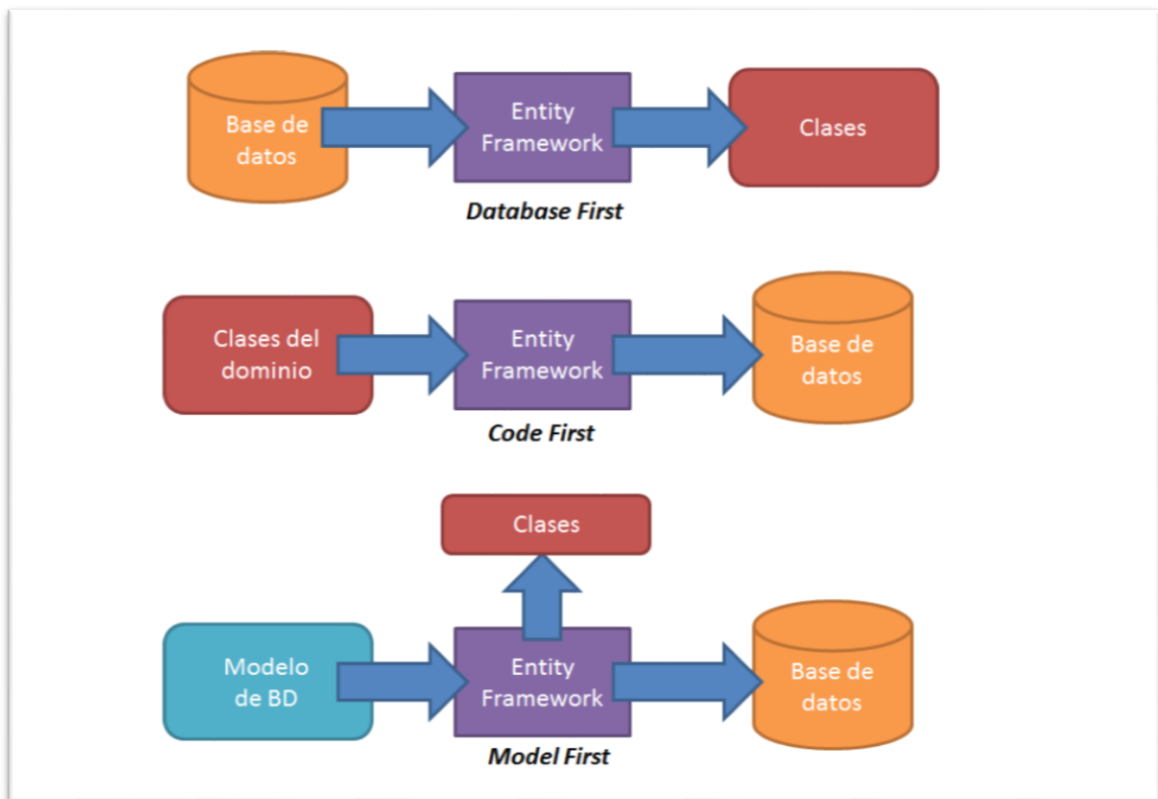 Base de
datos
Entity
Framework
Clases
Database First
Clases del
dominio
Entity
Framework
Base de
datos
Code First
Clases
Modelo
de BD
Entity
Framework
Base de
datos
Model First